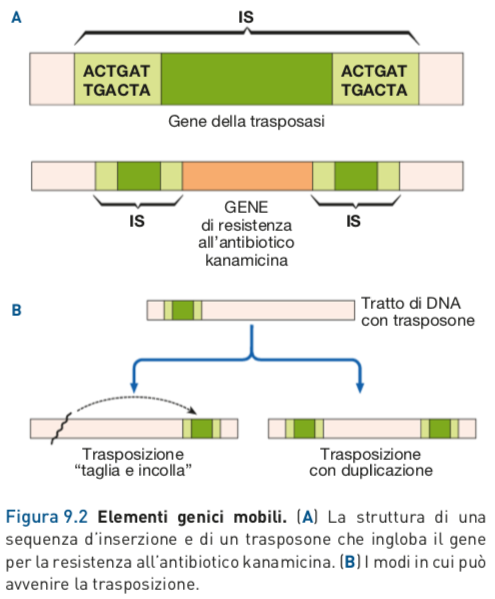 A
IS
ACTGAT
TGACTA
ACTGAT
TGACTA
Gene della trasposasi
IS
GENE
di resistenza
all'antibiotico
kanamicina
IS
B
Tratto di DNA
con trasposone
Trasposizione
"taglia e incolla"
Trasposizione
con duplicazione
Figura 9.2 Elementi genici mobili. (A) La struttura di una
sequenza d'inserzione e di un trasposone che ingloba il gene
per la resistenza all'antibiotico kanamicina. (B) I modi in cui può
avvenire la trasposizione.